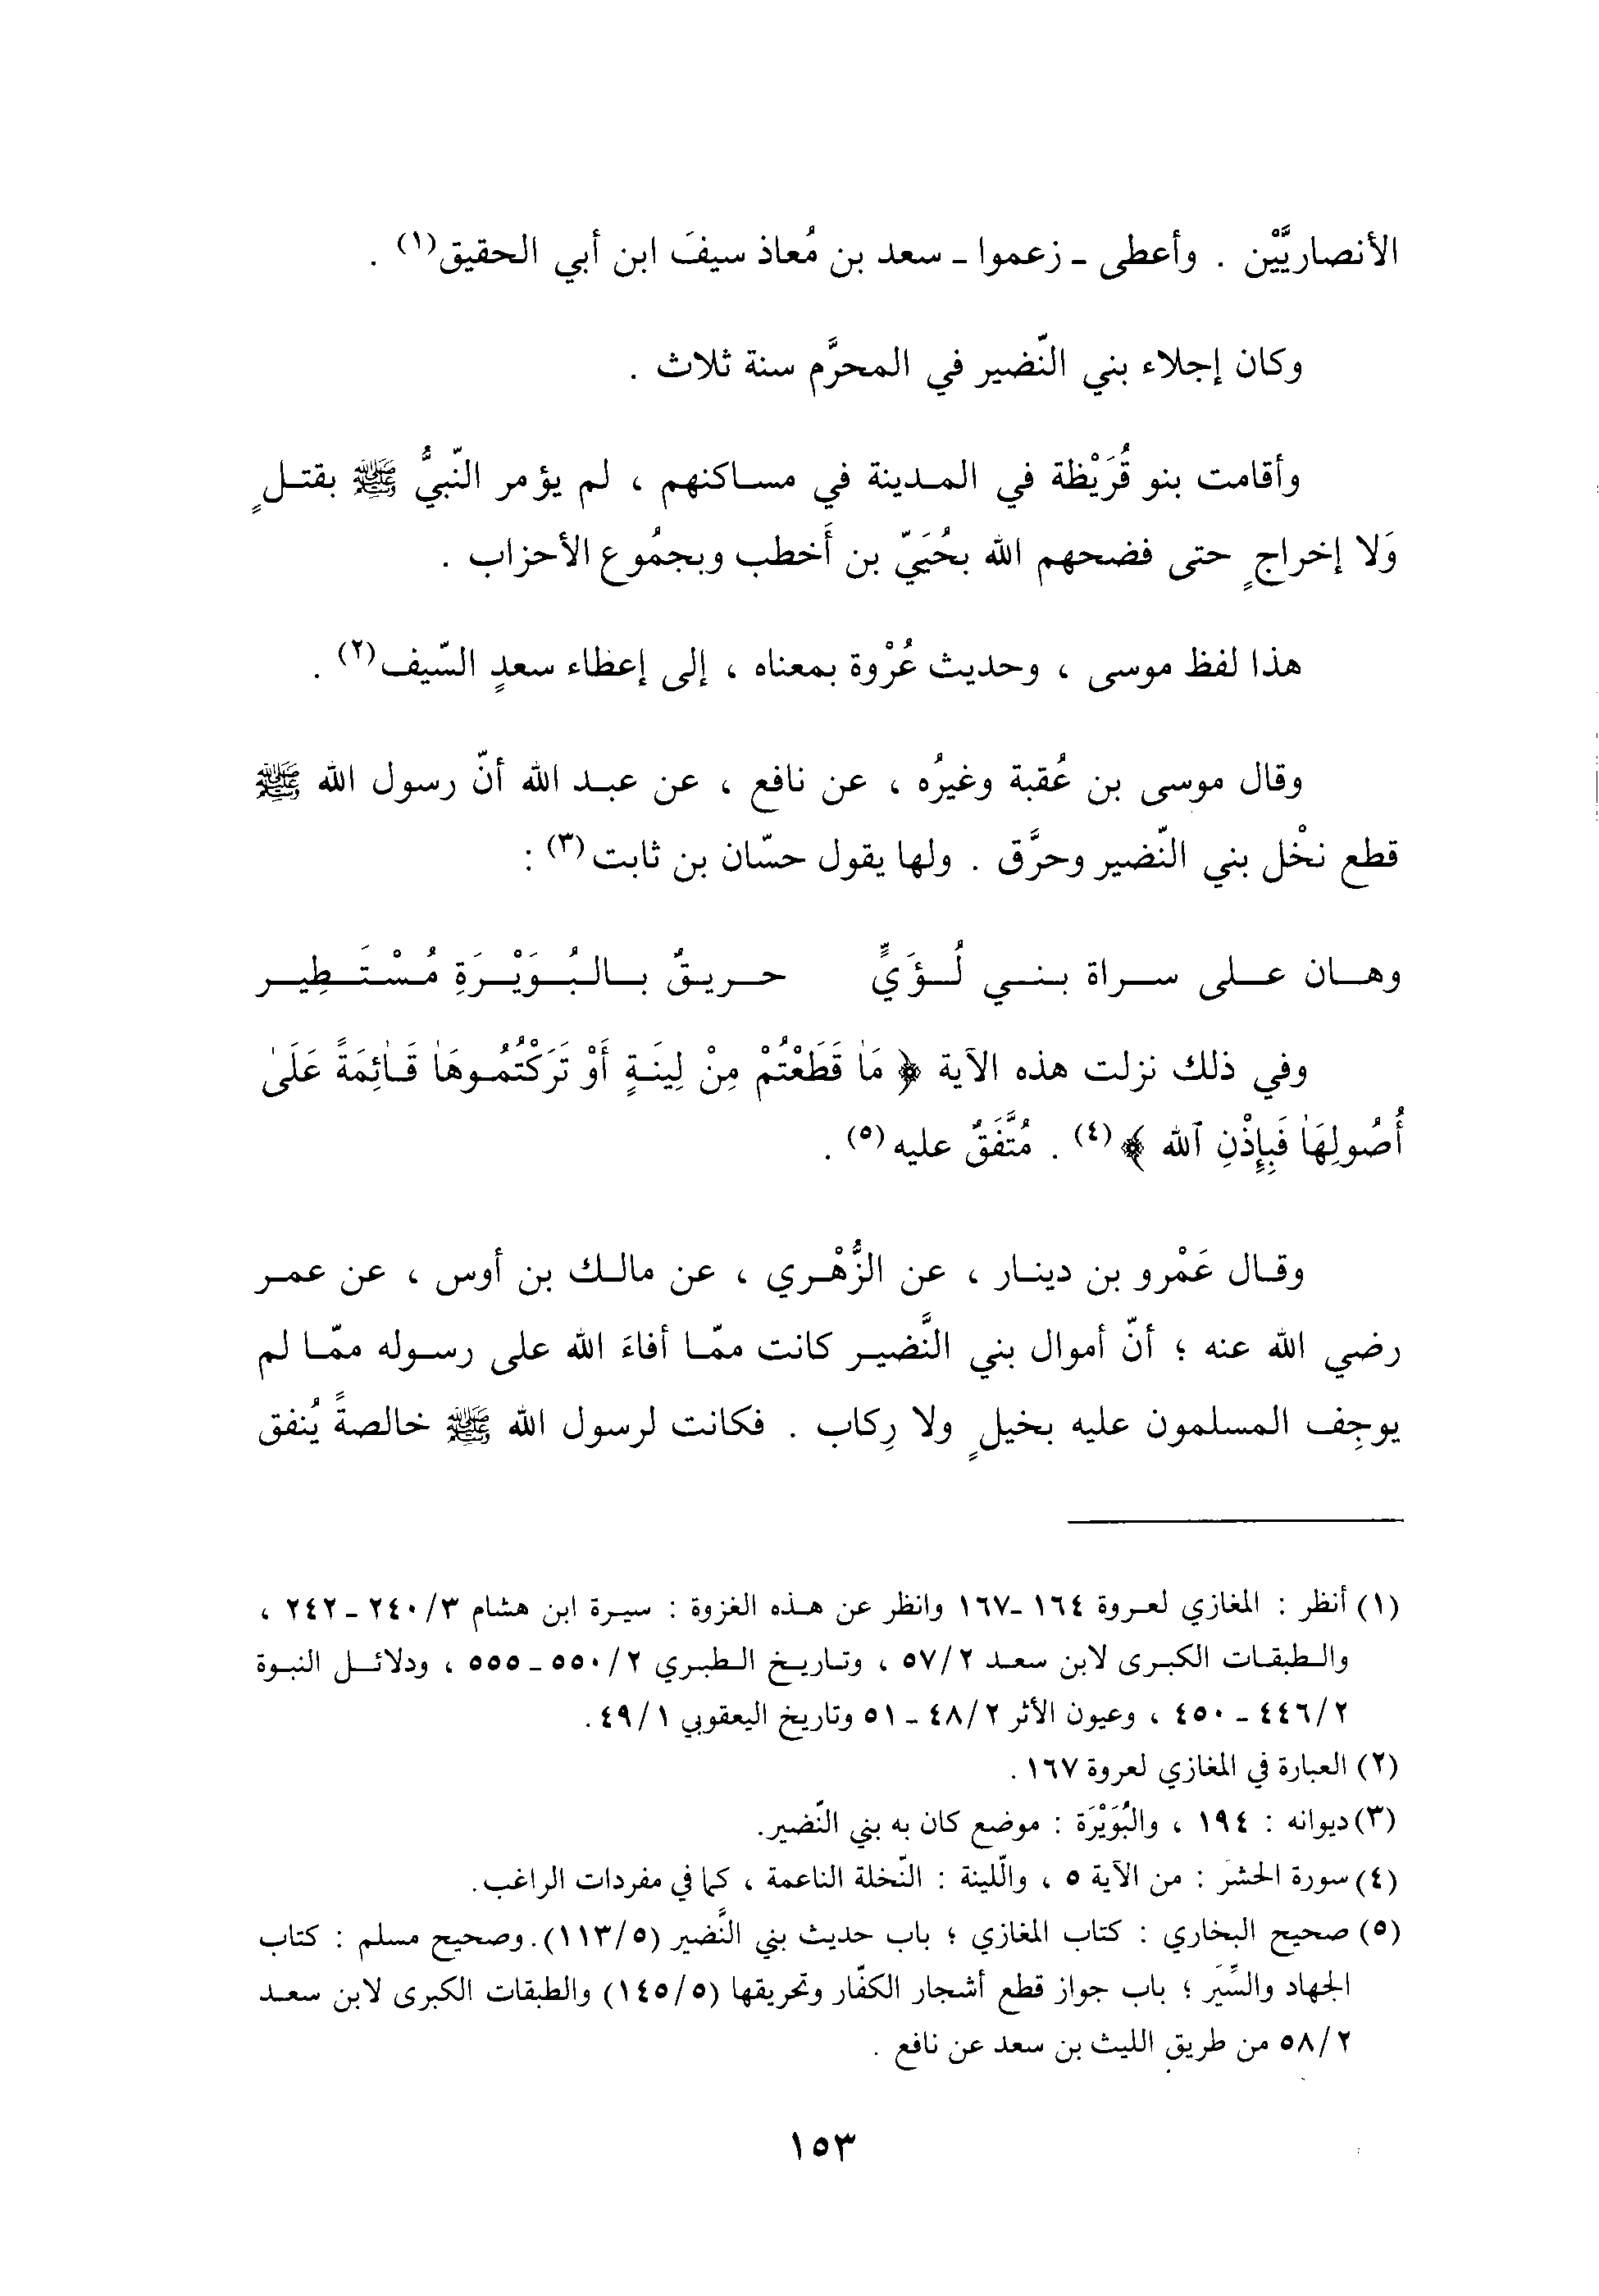 الأنصاريَّيْن . وأعطى ـ زعموا ـ سعد بن مُعاذ سيفَ ابن أبي الحقيق(١) .
وكان إجلاء بني النّضير في المحرَّم سنة ثلاث .
وأقامت بنو قُرَيْظة في المدينة في مساكنهم ، لم يؤمر النّبيُّ ﷺ بقتلٍ
وَلا إخراجٍ حتى فضحهم الله بحُيَيّ بن أَخطب وبجمُوع الأحزاب .
هذا لفظ موسى ، وحديث عُرْوة بمعناه ، إلى إعطاء سعدٍ السّيف(٢) .
وقال موسى بن عُقبة وغيرُه ، عن نافع ، عن عبد الله أنّ رسول الله ﷺ
قطع نخْل بني النّضير وحرَّق . ولها يقول حسّان بن ثابت(٣) :
وهان على سراة بني لُؤَيٍّ حريقٌ بالبُوَيْرَةِ مُسْتَطِير
وفي ذلك نزلت هذه الآية ﴿ مَا قَطَعْتُمْ مِنْ لِينَةٍ أَوْ تَرَكْتُمُوهَا قَائِمَةً عَلَىٰ
أُصُولِهَا فَبِإِذْنِ ٱلله ﴾(٤) . مُتَّفَقٌ عليه(٥) .
وقال عَمْرو بن دينار ، عن الزُّهْري ، عن مالك بن أوس ، عن عمر
رضي الله عنه ؛ أنّ أموال بني النَّضير كانت ممّا أفاءَ الله على رسوله ممّا لم
يوجِف المسلمون عليه بخيلٍ ولا رِكاب . فكانت لرسول الله ﷺ خالصةً يُنفق
(١) أنظر : المغازي لعروة ١٦٤ ـ١٦٧ وانظر عن هذه الغزوة : سيرة ابن هشام ٢٤٠/٣ ـ ٢٤٢ ،
والطبقات الكبرى لابن سعد ٥٧/٢ ، وتاريخ الطبري ٥٥٠/٢ ـ ٥٥٥ ، ودلائل النبوة
٤٤٦/٢ ـ ٤٥٠ ، وعيون الأثر ٤٨/٢ ـ ٥١ وتاريخ اليعقوبي ٤٩/١ .
(٢) العبارة في المغازي لعروة ١٦٧ .
(٣) ديوانه : ١٩٤ ، والبُوَيْرَة : موضع كان به بني النّضير.
(٤) سورة الحشر : من الآية ٥ ، والّلينة : النّخلة الناعمة ، كما في مفردات الراغب.
(٥) صحيح البخاري : كتاب المغازي ؛ باب حديث بني النَّضير (١١٣/٥). وصحيح مسلم : كتاب
الجهاد والسِّيَر ؛ باب جواز قطع أشجار الكفّار وتحريقها (١٤٥/٥) والطبقات الكبرى لابن سعد
٥٨/٢ من طريق الليث بن سعد عن نافع .
١٥٣